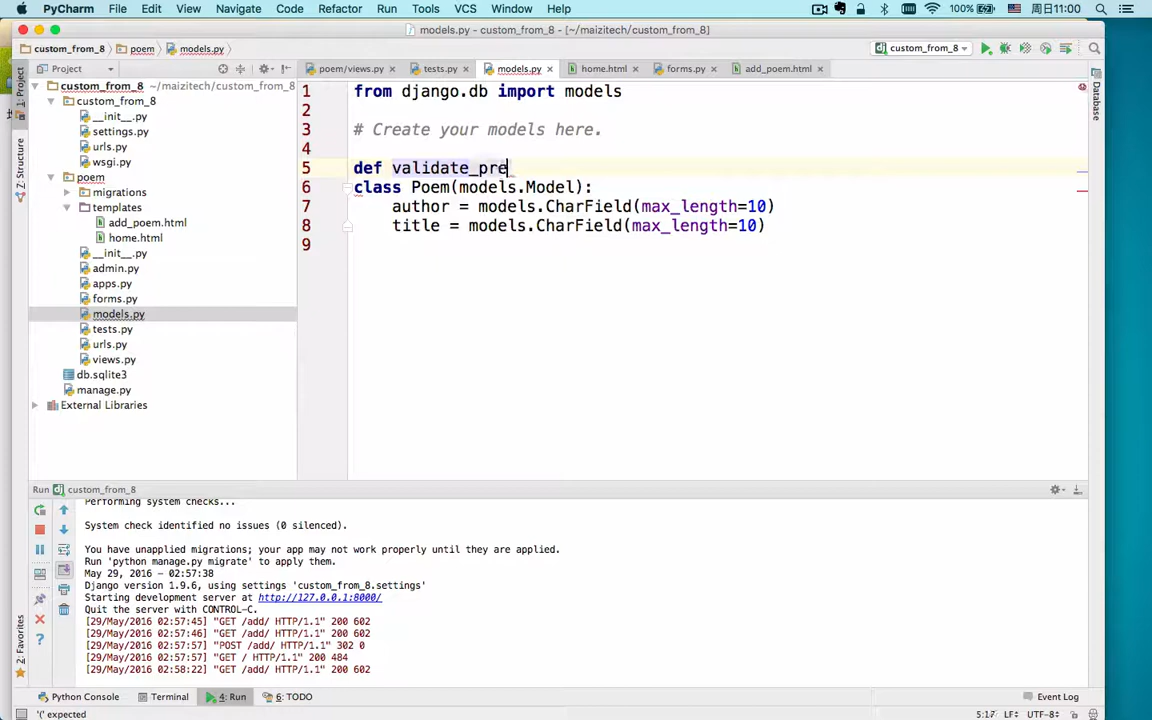 PyCharm File Edit View Navigate Code Refactor Run Tools VCS Window Help 100% 周日11:00
models.py - custom_from_8 - [~/maizitech/custom_from_8]
custom_from_8 poem models.py custom_from_8
Project poem/views.py tests.py models.py home.html forms.py add_poem.html
1: Project
Z: Structure
2: Favorites
Database
custom_from_8 ~/maizitech/custom_from_8
custom_from_8
__init__.py
settings.py
urls.py
wsgi.py
poem
migrations
templates
add_poem.html
home.html
__init__.py
admin.py
apps.py
forms.py
models.py
tests.py
urls.py
views.py
db.sqlite3
manage.py
External Libraries
1 from django.db import models
2
3 # Create your models here.
4
5 def validate_pre
6 class Poem(models.Model):
7 author = models.CharField(max_length=10)
8 title = models.CharField(max_length=10)
9
Run custom_from_8
Performing system checks...
System check identified no issues (0 silenced).
You have unapplied migrations; your app may not work properly until they are applied.
Run 'python manage.py migrate' to apply them.
May 29, 2016 - 02:57:38
Django version 1.9.6, using settings 'custom_from_8.settings'
Starting development server at http://127.0.0.1:8000/
Quit the server with CONTROL-C.
[29/May/2016 02:57:45] "GET /add/ HTTP/1.1" 200 602
[29/May/2016 02:57:46] "GET /add/ HTTP/1.1" 200 602
[29/May/2016 02:57:57] "POST /add/ HTTP/1.1" 302 0
[29/May/2016 02:57:57] "GET / HTTP/1.1" 200 484
[29/May/2016 02:58:22] "GET /add/ HTTP/1.1" 200 602
Python Console Terminal 4: Run 6: TODO Event Log
'(' expected 5:17 LF UTF-8